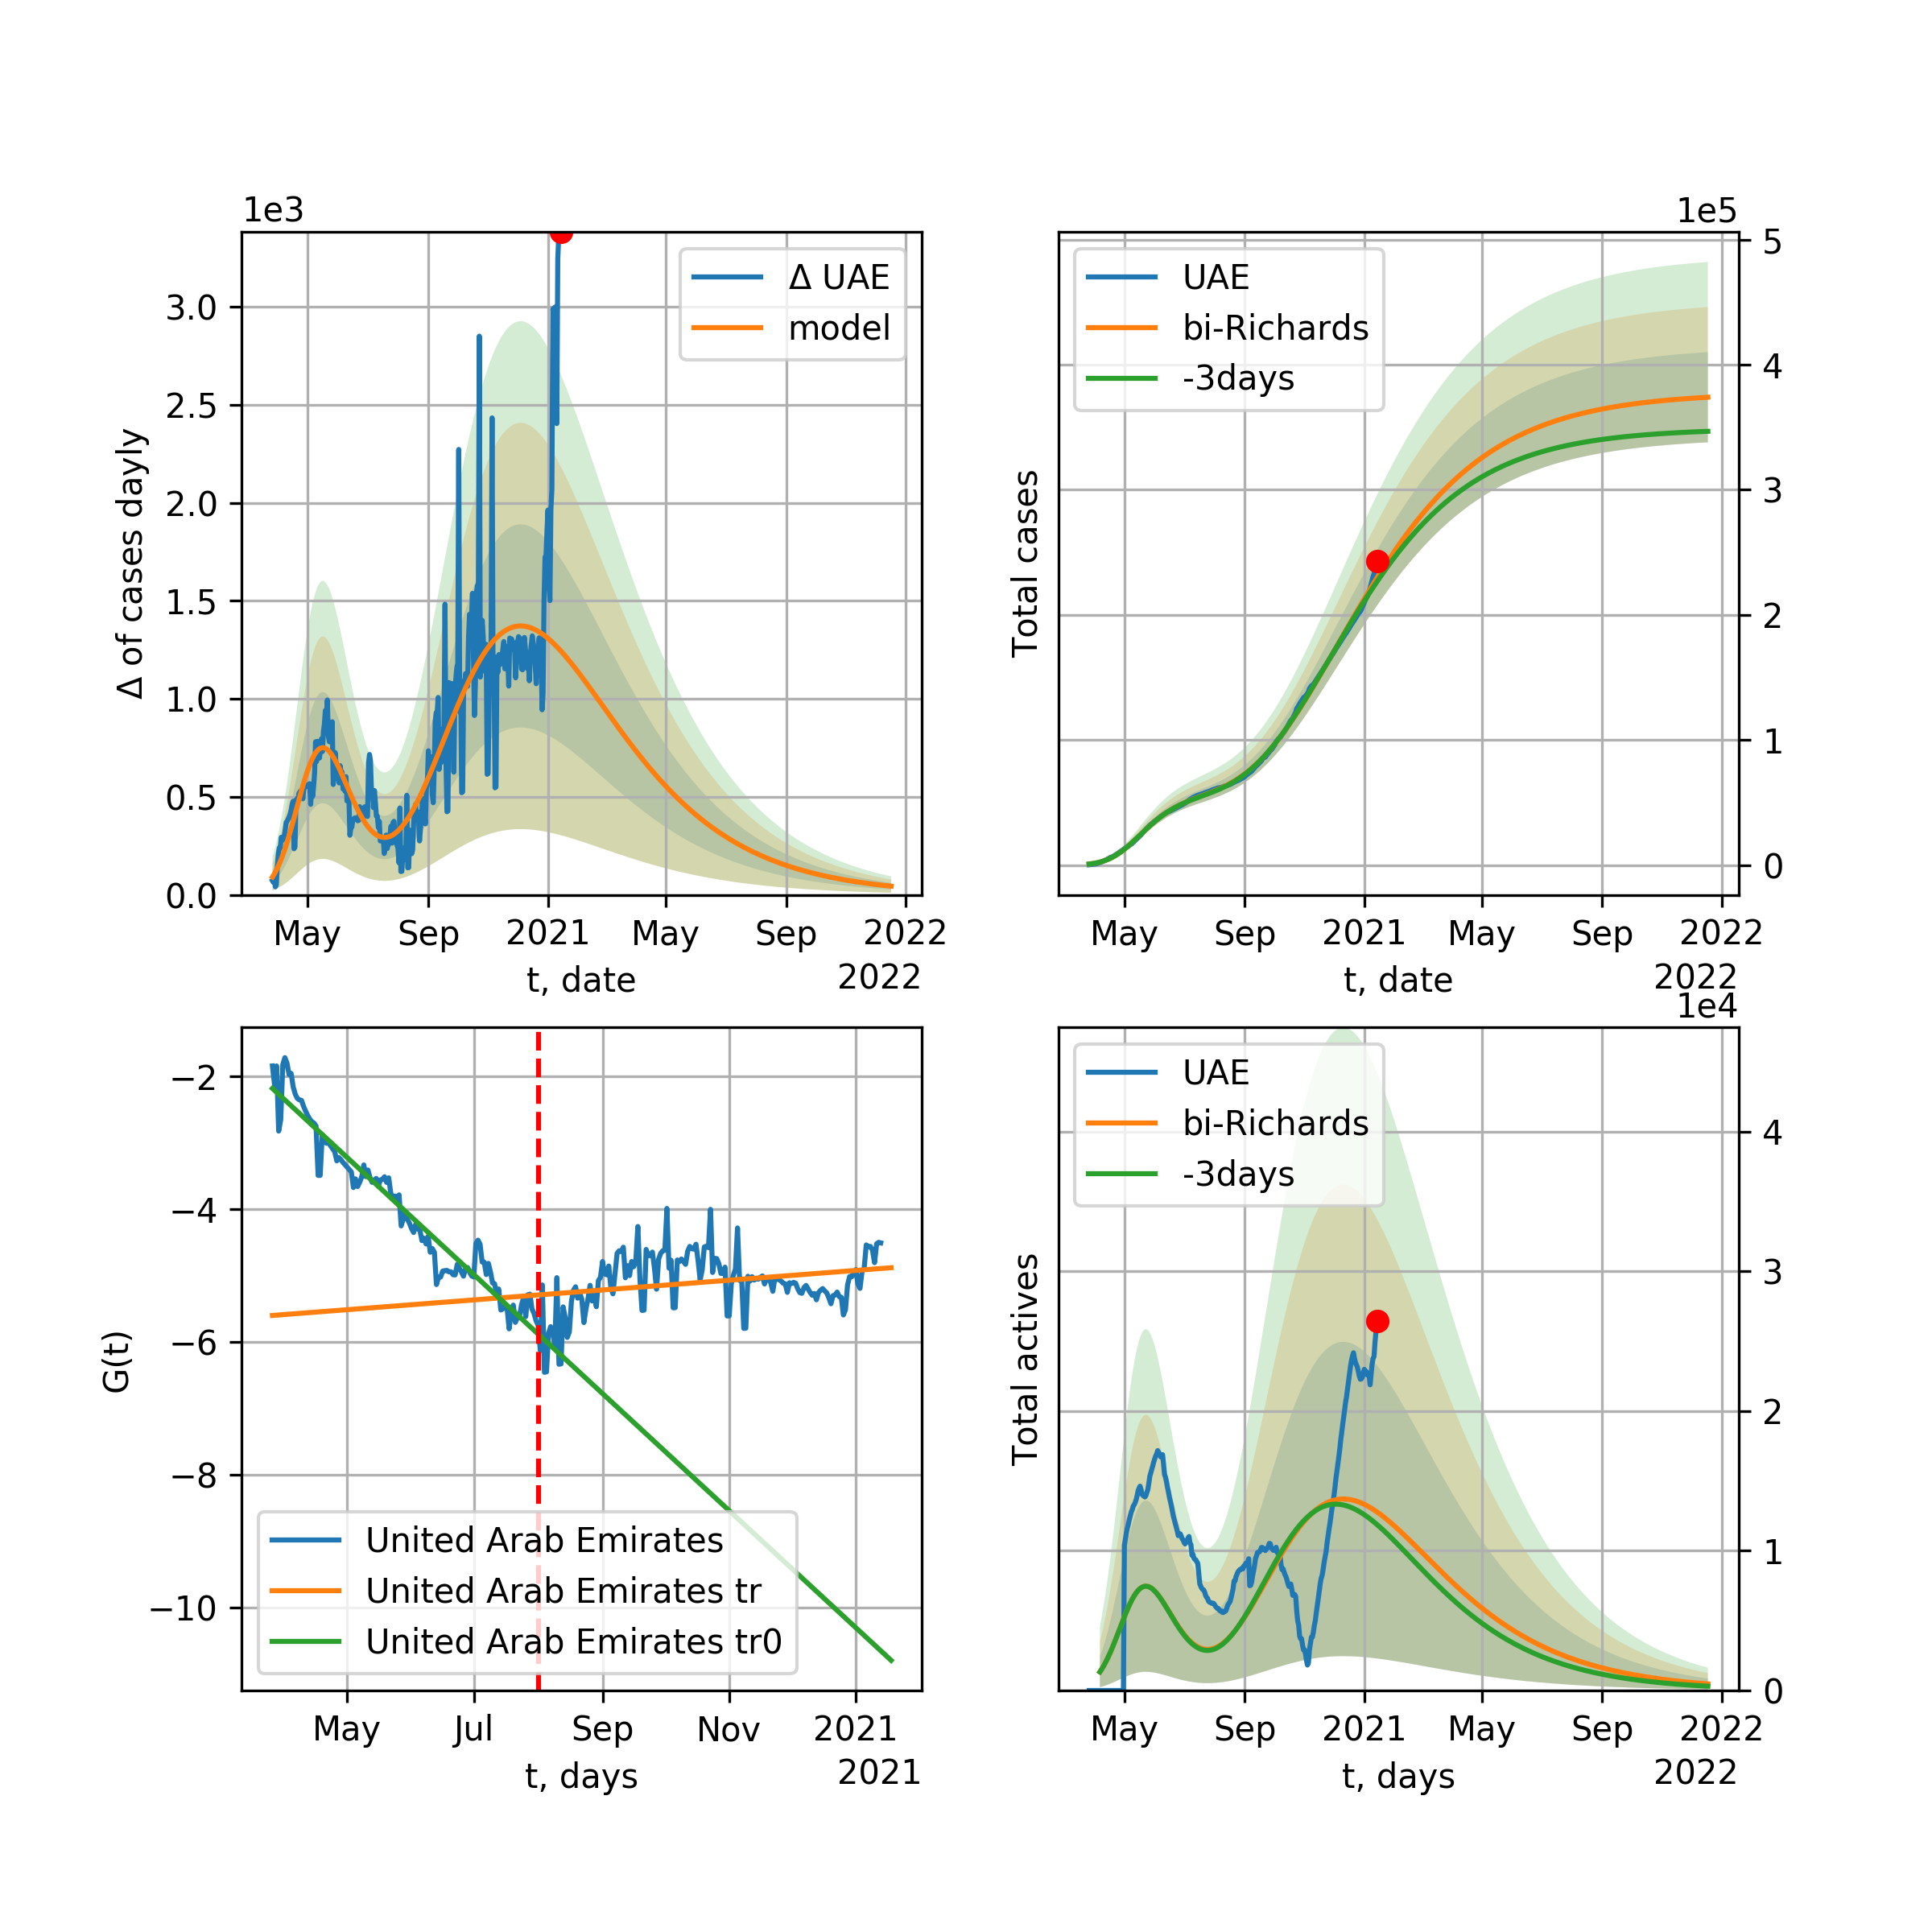 1e3
Δ UAE
model
3.0
2.5
2.0
1.5
1.0
0.5
0.0
Δ of cases dayly
May Sep 2021 May Sep 2022
t, date
2022
1e5
UAE
bi-Richards
-3days
5
4
3
2
1
0
Total cases
May Sep 2021 May Sep 2022
t, date
2022
−2
−4
−6
−8
−10
G(t)
United Arab Emirates
United Arab Emirates tr
United Arab Emirates tr0
May Jul Sep Nov 2021
t, days
2021
1e4
UAE
bi-Richards
-3days
4
3
2
1
0
Total actives
May Sep 2021 May Sep 2022
t, days
2022